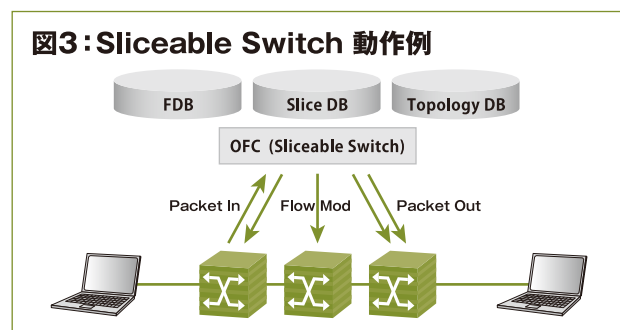 図3：Sliceable Switch 動作例
FDB
Slice DB
Topology DB
OFC (Sliceable Switch)
Packet In
Flow Mod
Packet Out